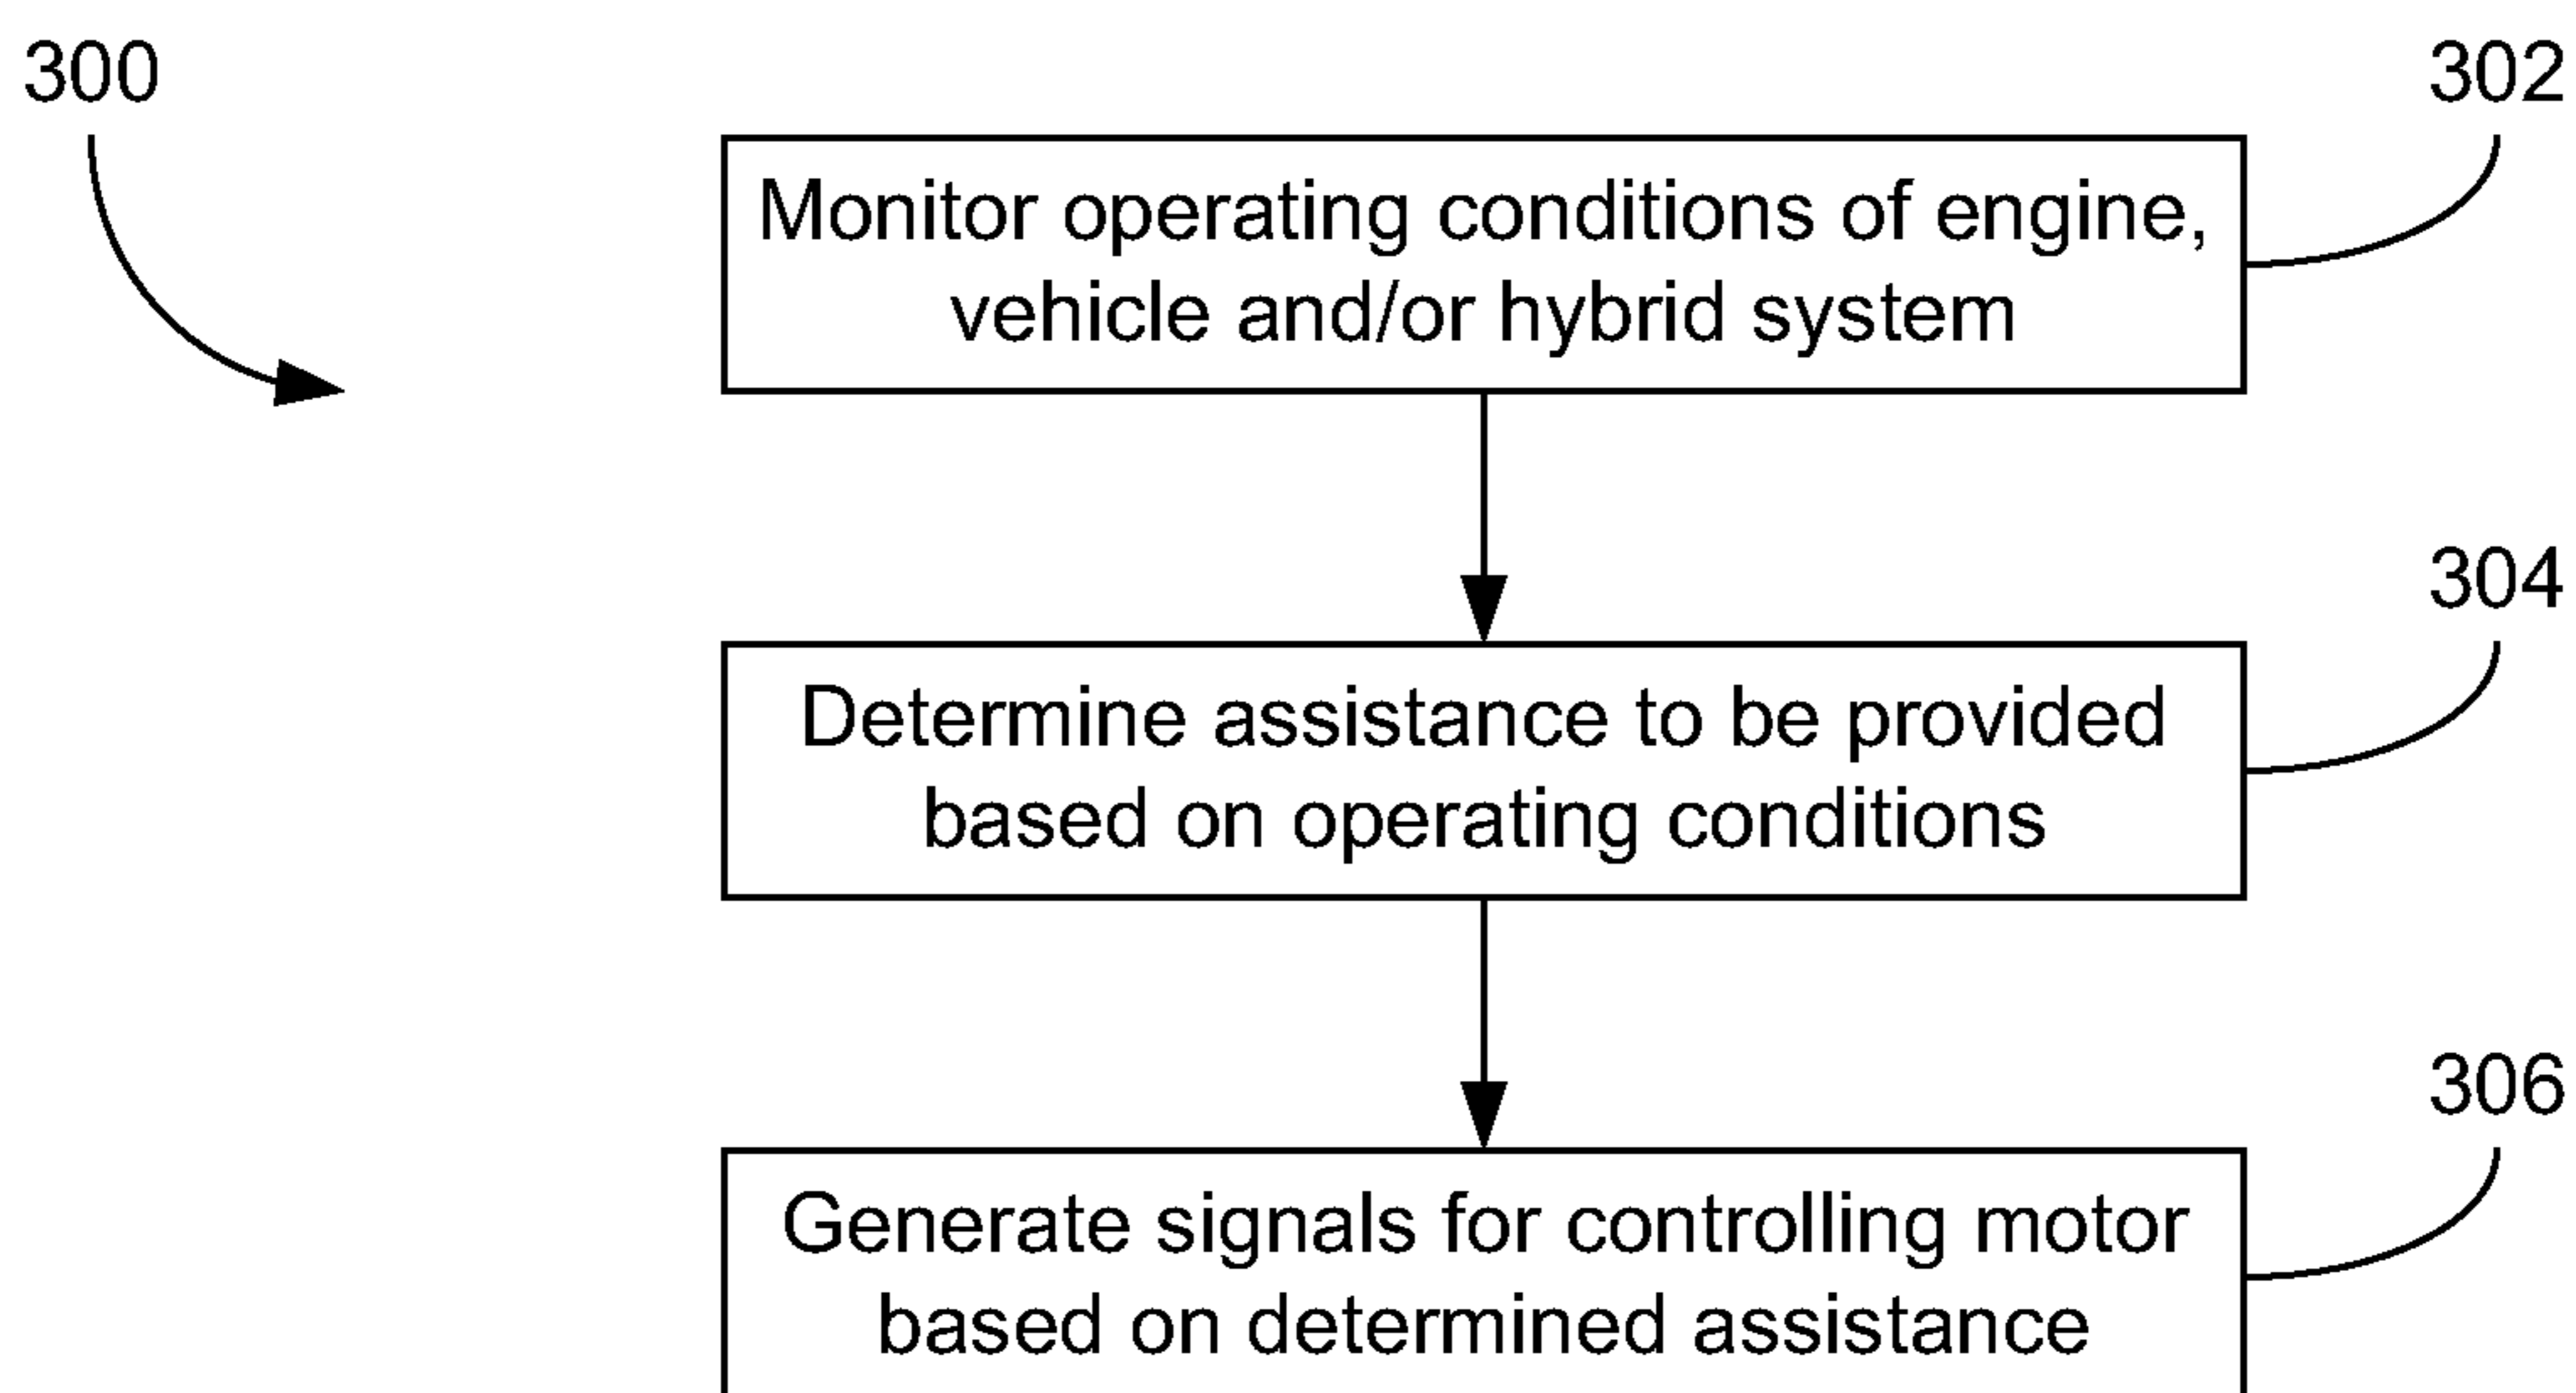 300
302
Monitor operating conditions of engine,
vehicle and/or hybrid system
304
Determine assistance to be provided
based on operating conditions
306
Generate signals for controlling motor
based on determined assistance